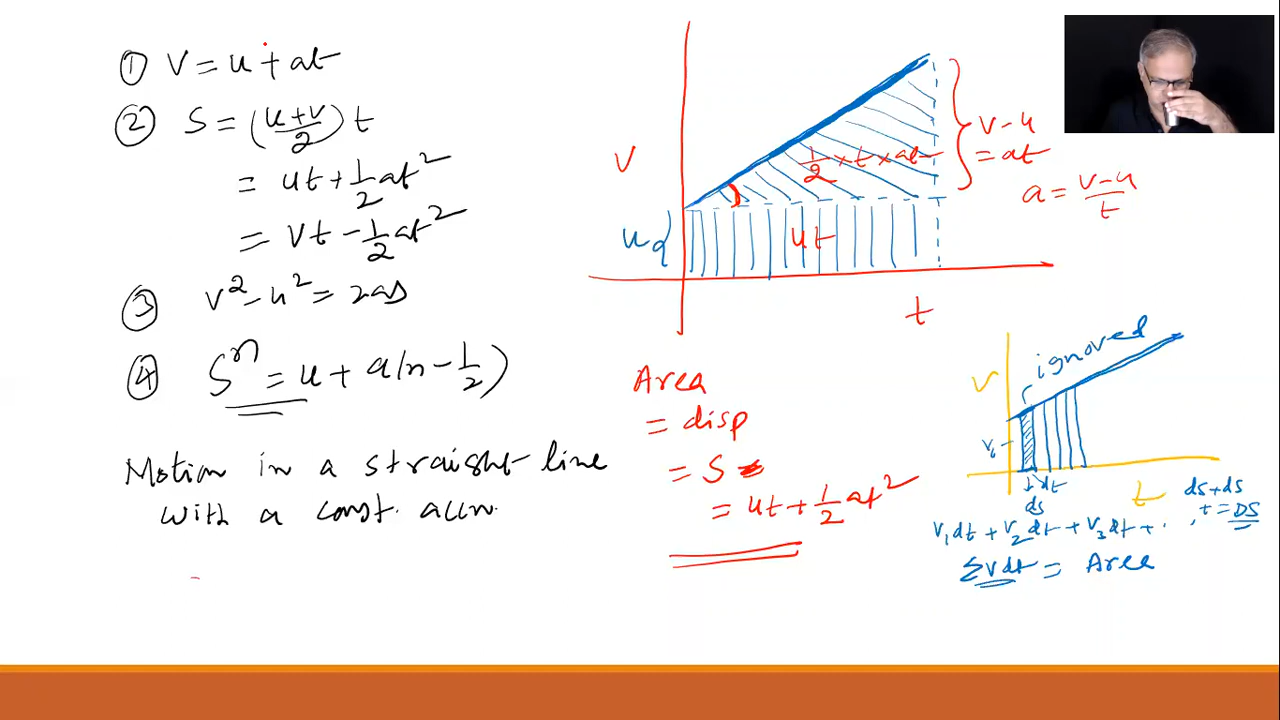 ① V = u + at
② S = (u+v/2) t
= ut + 1/2 at²
= vt - 1/2 at²
③ v² - u² = 2as
④ Sⁿ = u + a(n - 1/2)
Motion in a straight line
with a const. accn.
V
u
1/2 × t × at
ut
v-u
= at
a = v-u/t
t
Area
= disp
= S
= ut + 1/2 at²
ignored
V
v₁
dt
ds
t
ds+ds
+ = DS
v₁dt + v₂dt + v₃dt + . . .
Σvdt = Area